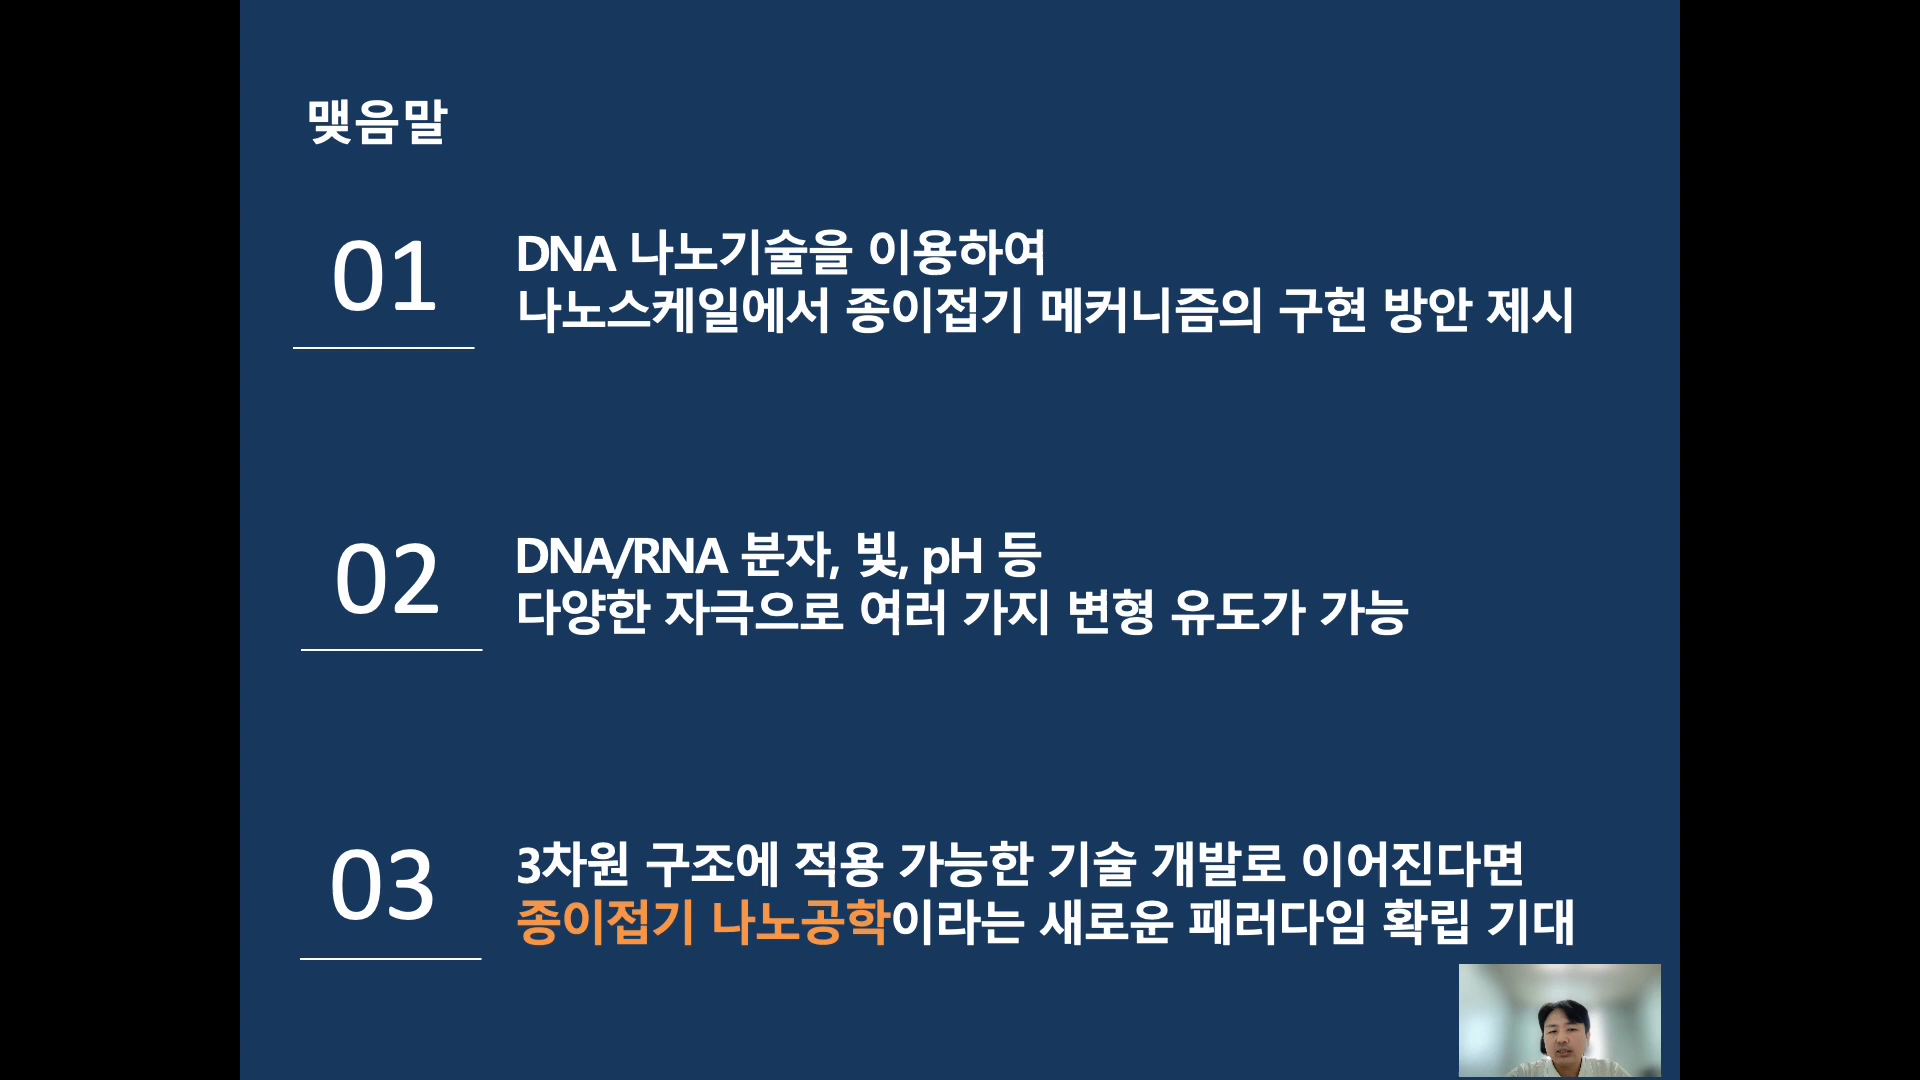 맺음말
01
DNA 나노기술을 이용하여
나노스케일에서 종이접기 메커니즘의 구현 방안 제시
02
DNA/RNA 분자, 빛, pH 등
다양한 자극으로 여러 가지 변형 유도가 가능
03
3차원 구조에 적용 가능한 기술 개발로 이어진다면
종이접기 나노공학이라는 새로운 패러다임 확립 기대